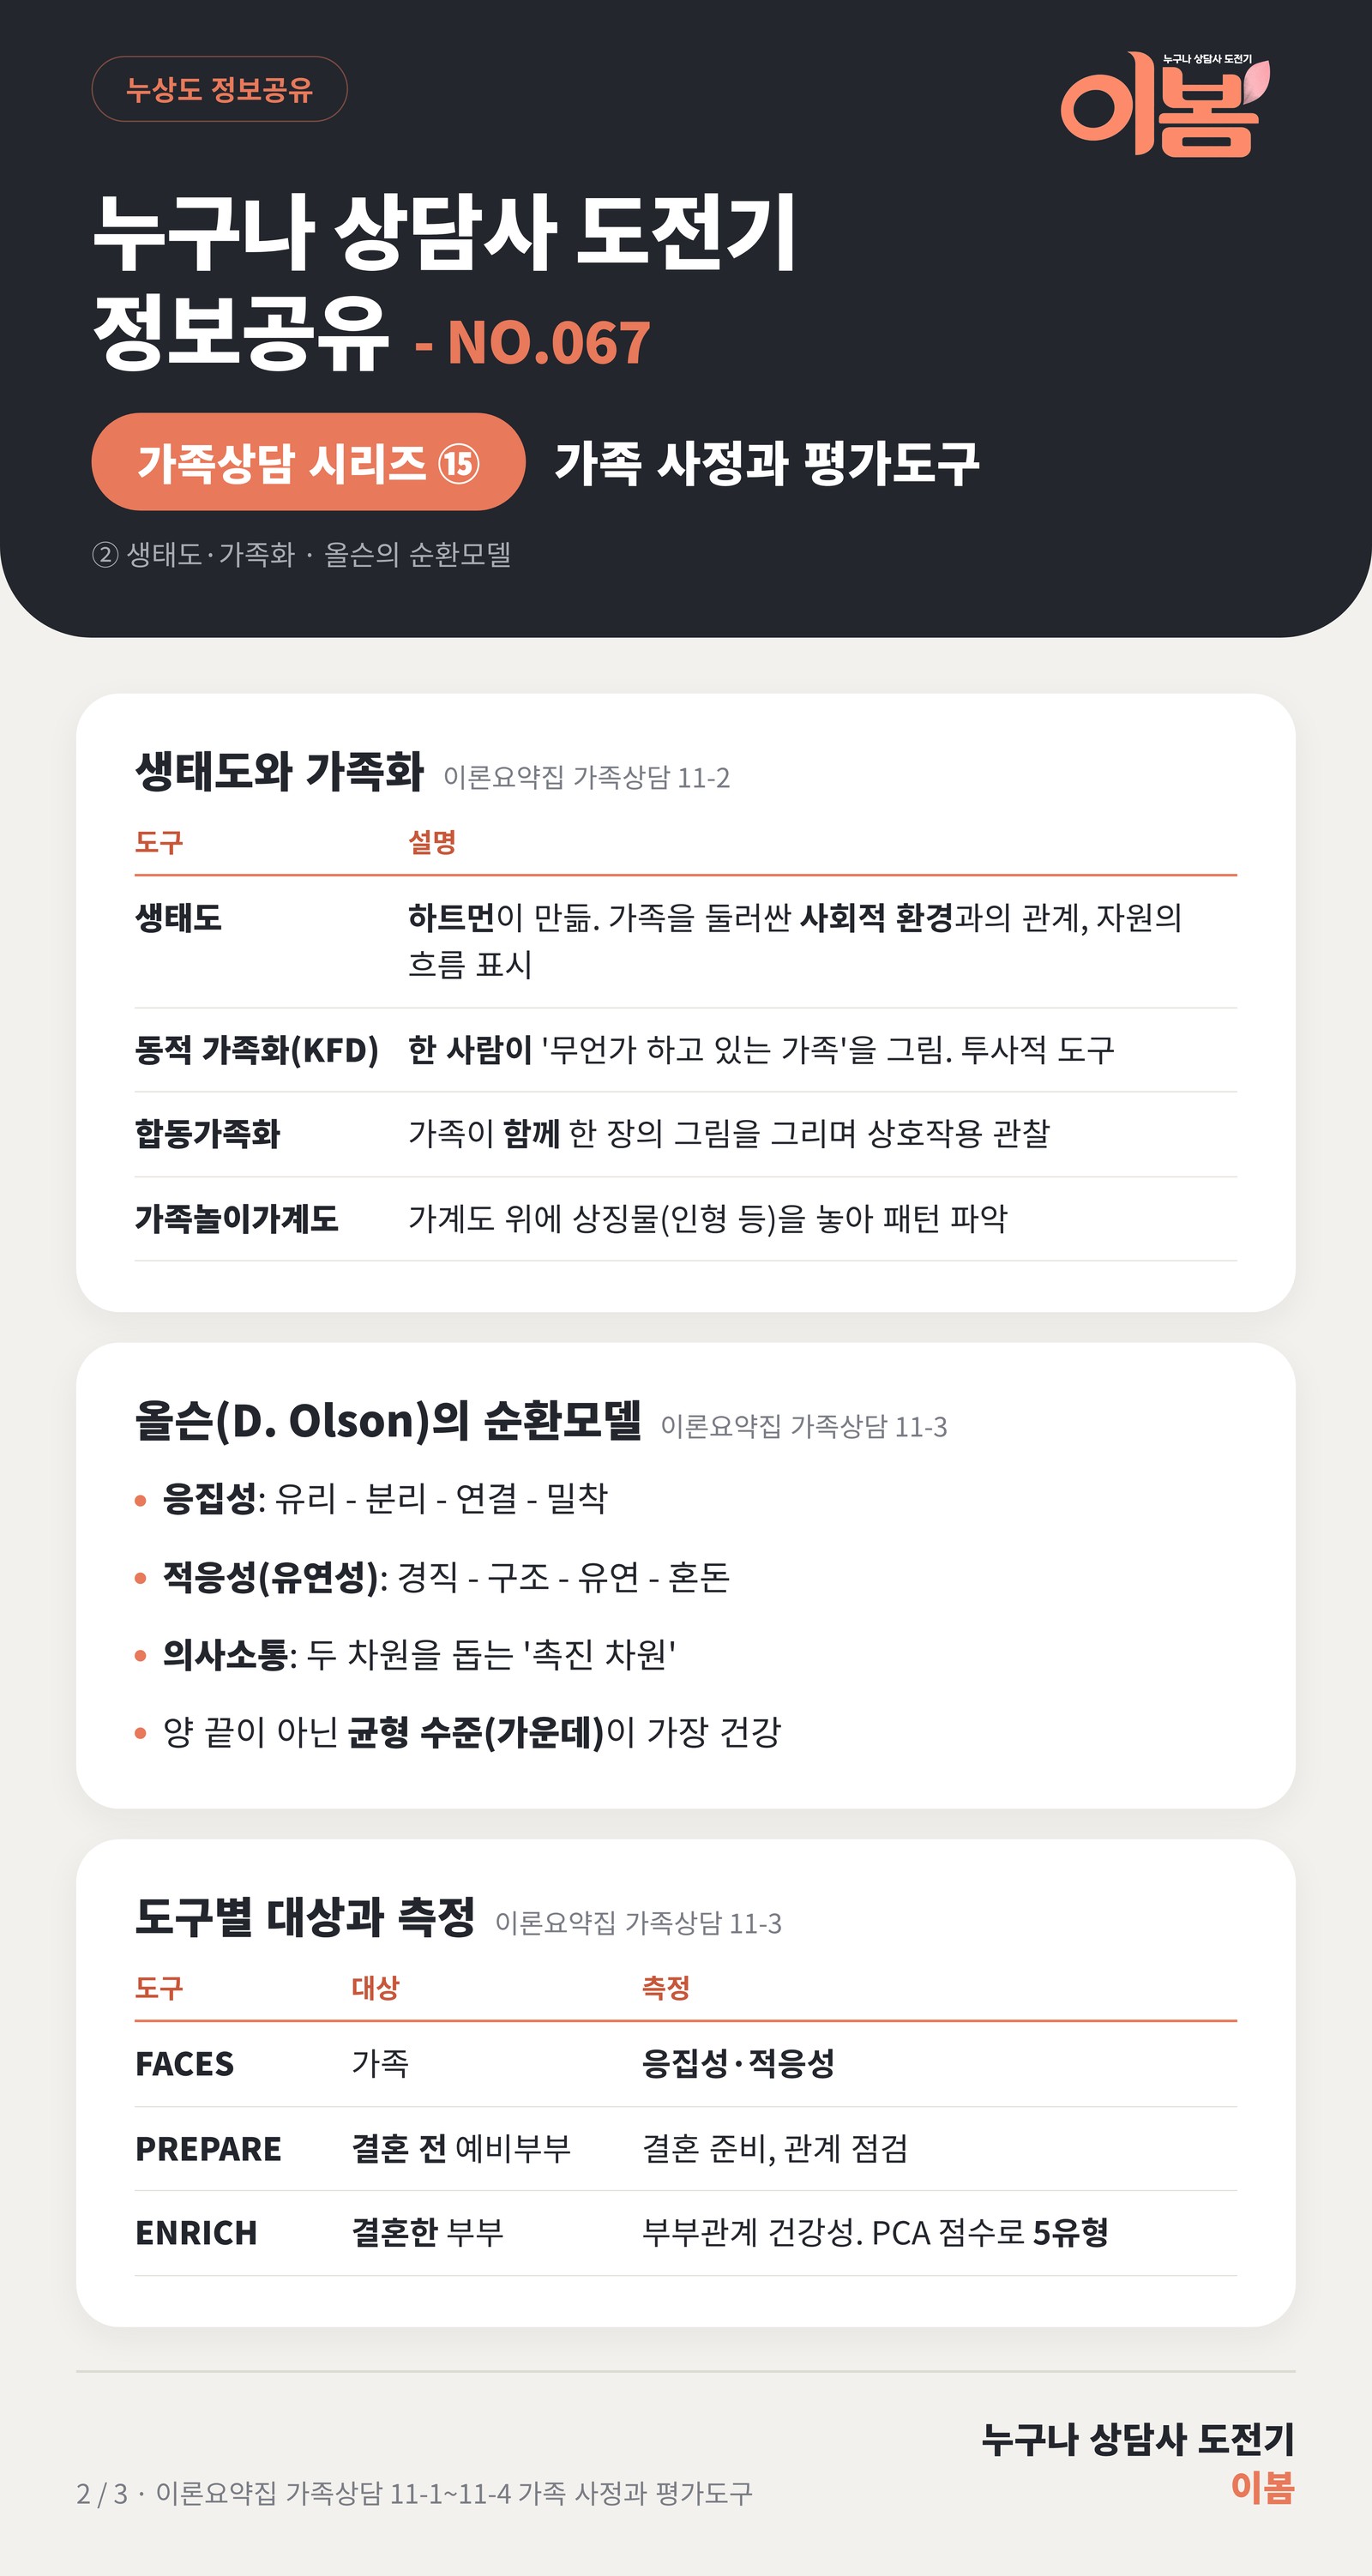 누상도 정보공유
누구나 상담사 도전기
이봄
누구나 상담사 도전기
정보공유 - NO.067
가족상담 시리즈 ⑮ 가족 사정과 평가도구
② 생태도·가족화 · 올슨의 순환모델
생태도와 가족화 이론요약집 가족상담 11-2
도구 설명
생태도 하트먼이 만듦. 가족을 둘러싼 사회적 환경과의 관계, 자원의
흐름 표시
동적 가족화(KFD) 한 사람이 '무언가 하고 있는 가족'을 그림. 투사적 도구
합동가족화 가족이 함께 한 장의 그림을 그리며 상호작용 관찰
가족놀이가계도 가계도 위에 상징물(인형 등)을 놓아 패턴 파악
올슨(D. Olson)의 순환모델 이론요약집 가족상담 11-3
• 응집성: 유리 - 분리 - 연결 - 밀착
• 적응성(유연성): 경직 - 구조 - 유연 - 혼돈
• 의사소통: 두 차원을 돕는 '촉진 차원'
• 양 끝이 아닌 균형 수준(가운데)이 가장 건강
도구별 대상과 측정 이론요약집 가족상담 11-3
도구 대상 측정
FACES 가족 응집성·적응성
PREPARE 결혼 전 예비부부 결혼 준비, 관계 점검
ENRICH 결혼한 부부 부부관계 건강성. PCA 점수로 5유형
누구나 상담사 도전기
이봄
2 / 3 · 이론요약집 가족상담 11-1~11-4 가족 사정과 평가도구